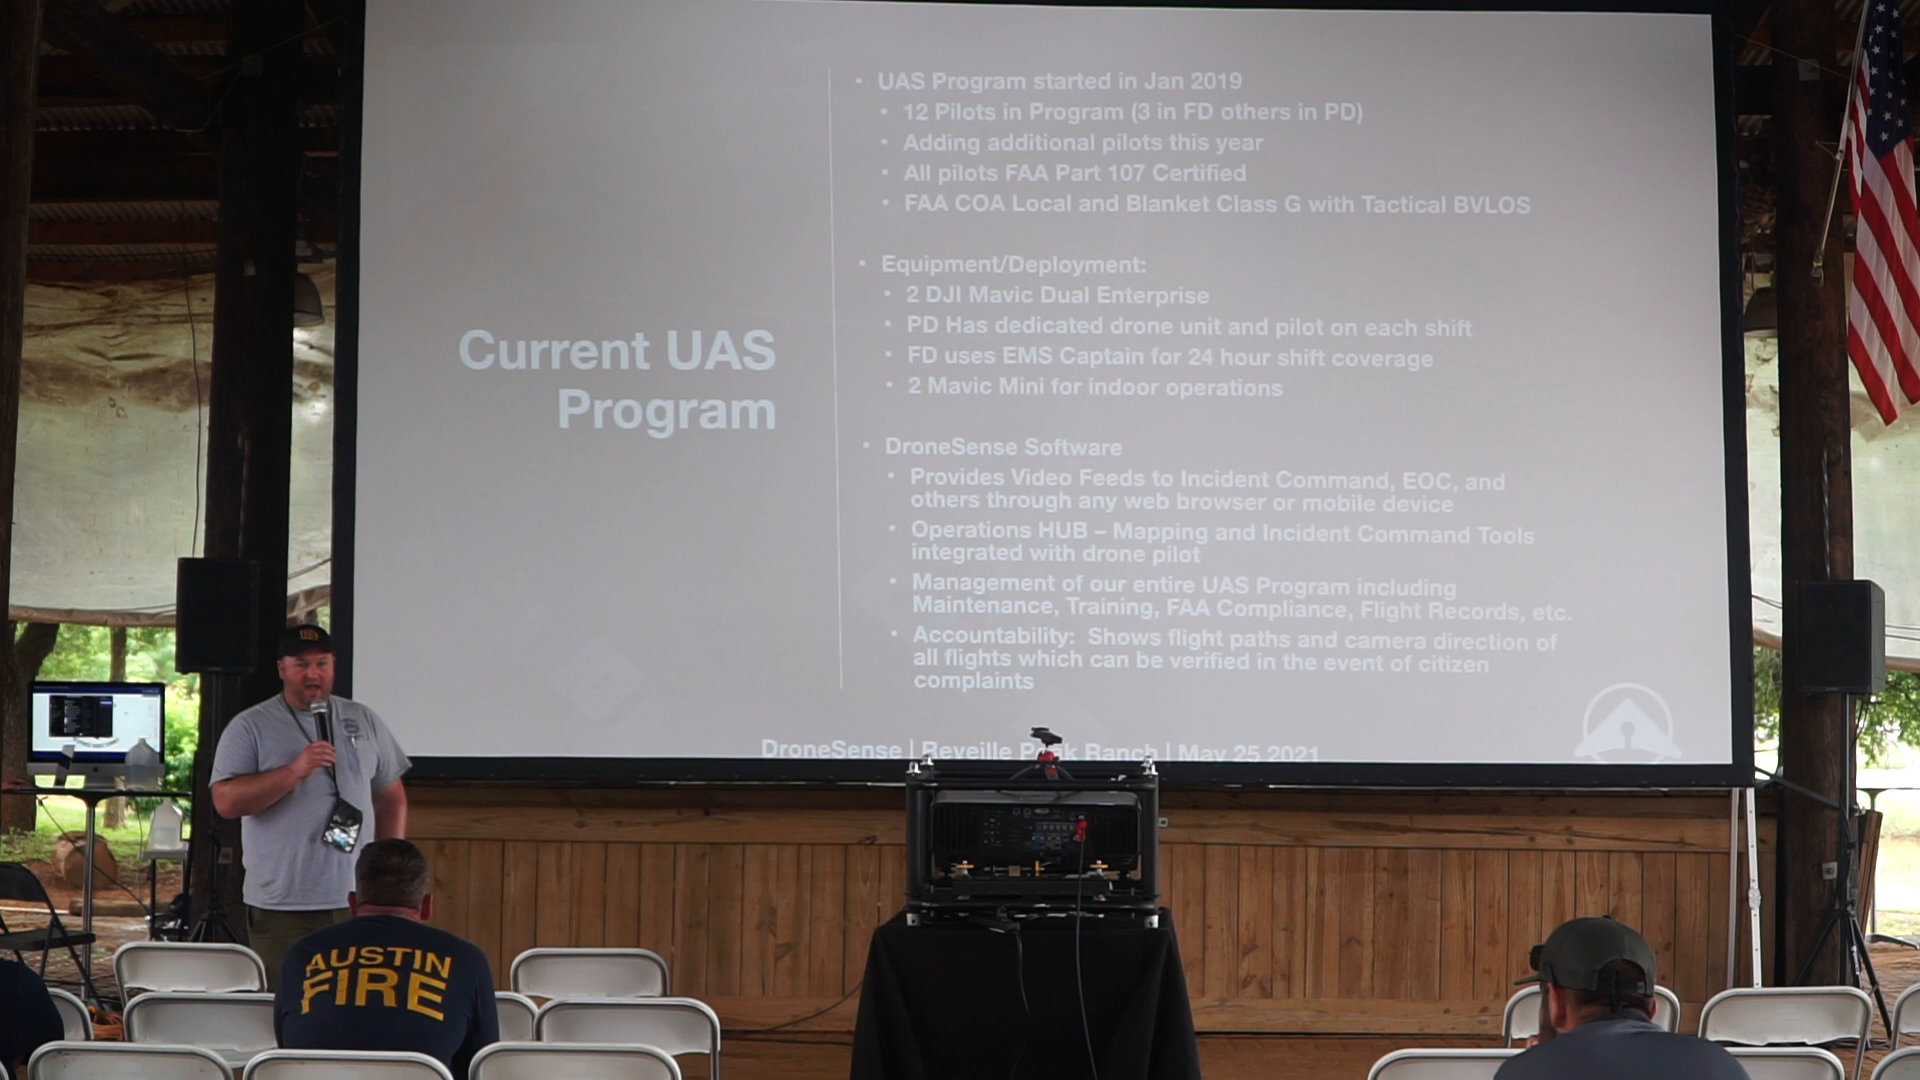 Current UAS
Program
• UAS Program started in Jan 2019
• 12 Pilots in Program (3 in FD others in PD)
• Adding additional pilots this year
• All pilots FAA Part 107 Certified
• FAA COA Local and Blanket Class G with Tactical BVLOS
• Equipment/Deployment:
• 2 DJI Mavic Dual Enterprise
• PD Has dedicated drone unit and pilot on each shift
• FD uses EMS Captain for 24 hour shift coverage
• 2 Mavic Mini for indoor operations
• DroneSense Software
• Provides Video Feeds to Incident Command, EOC, and
others through any web browser or mobile device
• Operations HUB – Mapping and Incident Command Tools
integrated with drone pilot
• Management of our entire UAS Program including
Maintenance, Training, FAA Compliance, Flight Records, etc.
• Accountability: Shows flight paths and camera direction of
all flights which can be verified in the event of citizen
complaints
DroneSense | Reveille Peak Ranch | May 25 2021
AUSTIN
FIRE